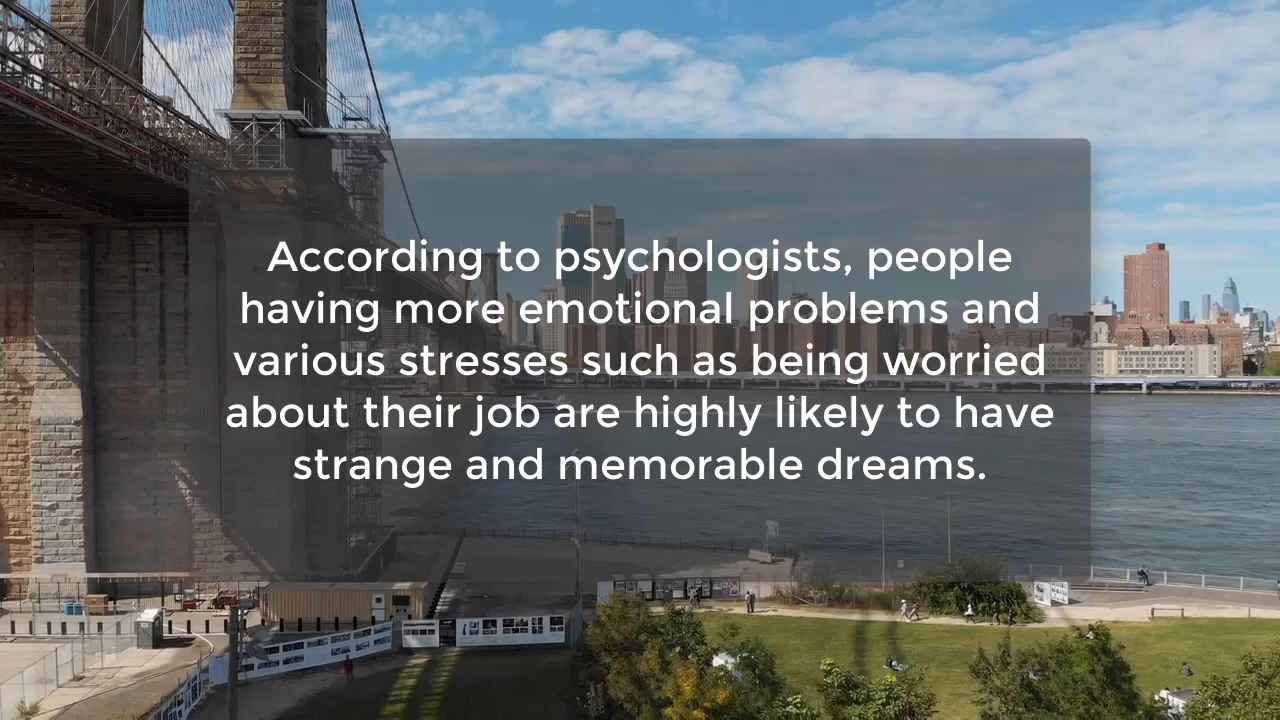 According to psychologists, people
having more emotional problems and
various stresses such as being worried
about their job are highly likely to have
strange and memorable dreams.